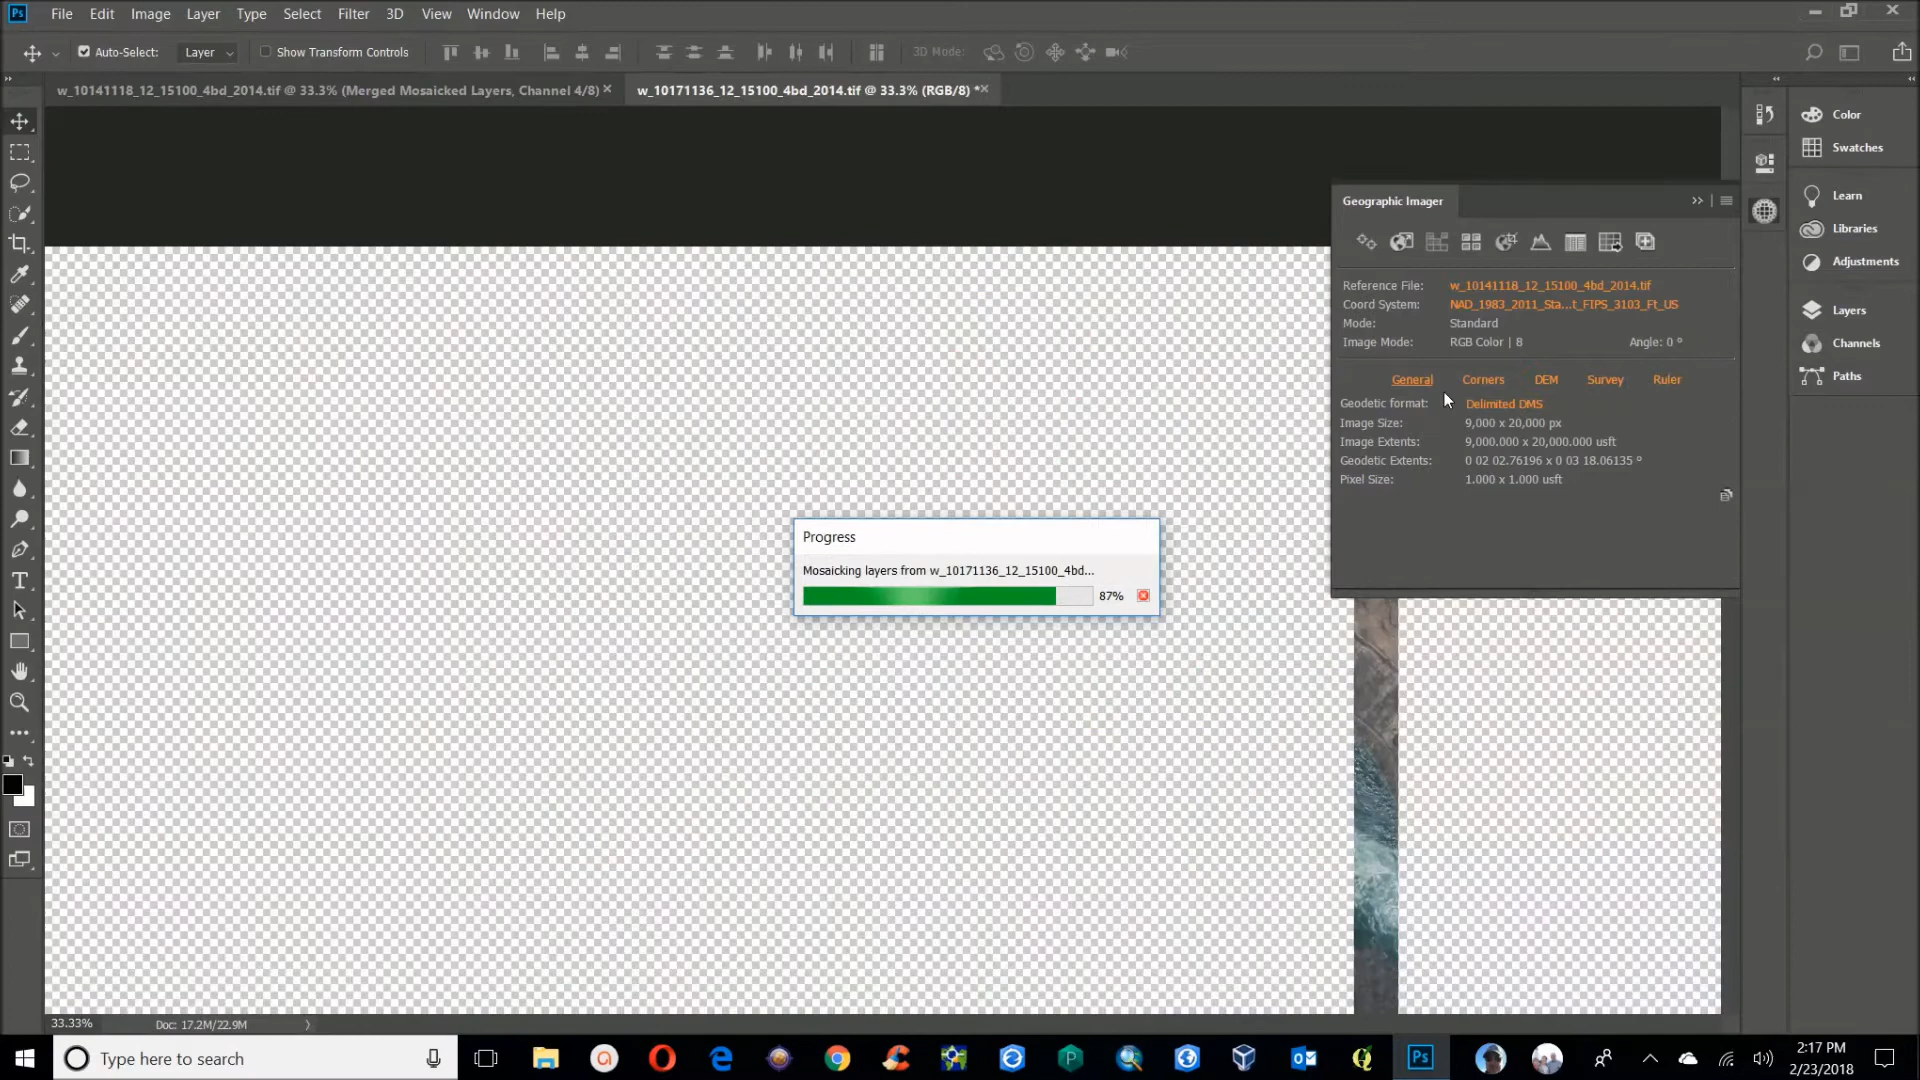 Ps File Edit Image Layer Type Select Filter 3D View Window Help
Auto-Select: Layer Show Transform Controls 3D Mode:
w_10141118_12_15100_4bd_2014.tif @ 33.3% (Merged Mosaicked Layers, Channel 4/8) w_10171136_12_15100_4bd_2014.tif @ 33.3% (RGB/8) *
Color
Swatches
Learn
Libraries
Adjustments
Layers
Channels
Paths
Geographic Imager
Reference File: w_10141118_12_15100_4bd_2014.tif
Coord System: NAD_1983_2011_Sta...t_FIPS_3103_Ft_US
Mode: Standard
Image Mode: RGB Color | 8 Angle: 0 °
General Corners DEM Survey Ruler
Geodetic format: Delimited DMS
Image Size: 9,000 x 20,000 px
Image Extents: 9,000.000 x 20,000.000 usft
Geodetic Extents: 0 02 02.76196 x 0 03 18.06135 °
Pixel Size: 1.000 x 1.000 usft
Progress
Mosaicking layers from w_10171136_12_15100_4bd...
87%
33.33% Doc: 17.2M/22.9M
Type here to search
Ps
2:17 PM
2/23/2018